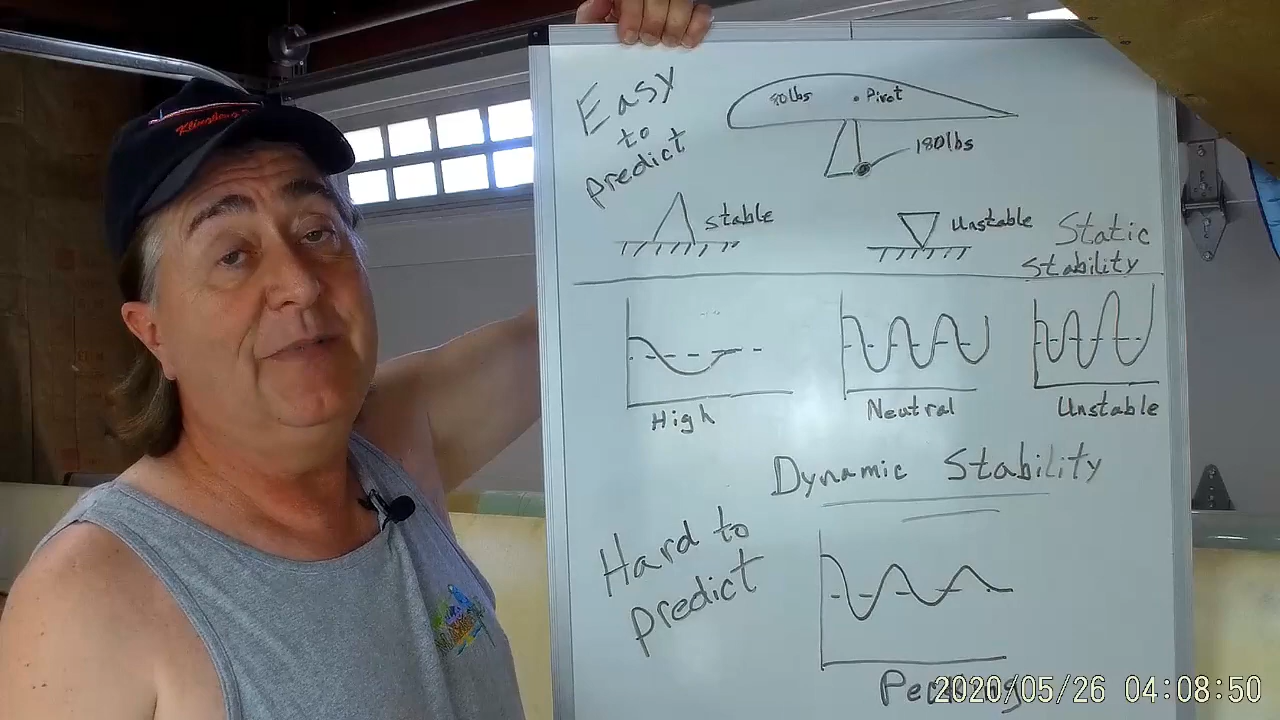 Easy
to
predict
80lbs
Pivot
180lbs
stable
Unstable
Static
Stability
High
Neutral
Unstable
Dynamic Stability
Hard to
predict
2020/05/26 04:08:50